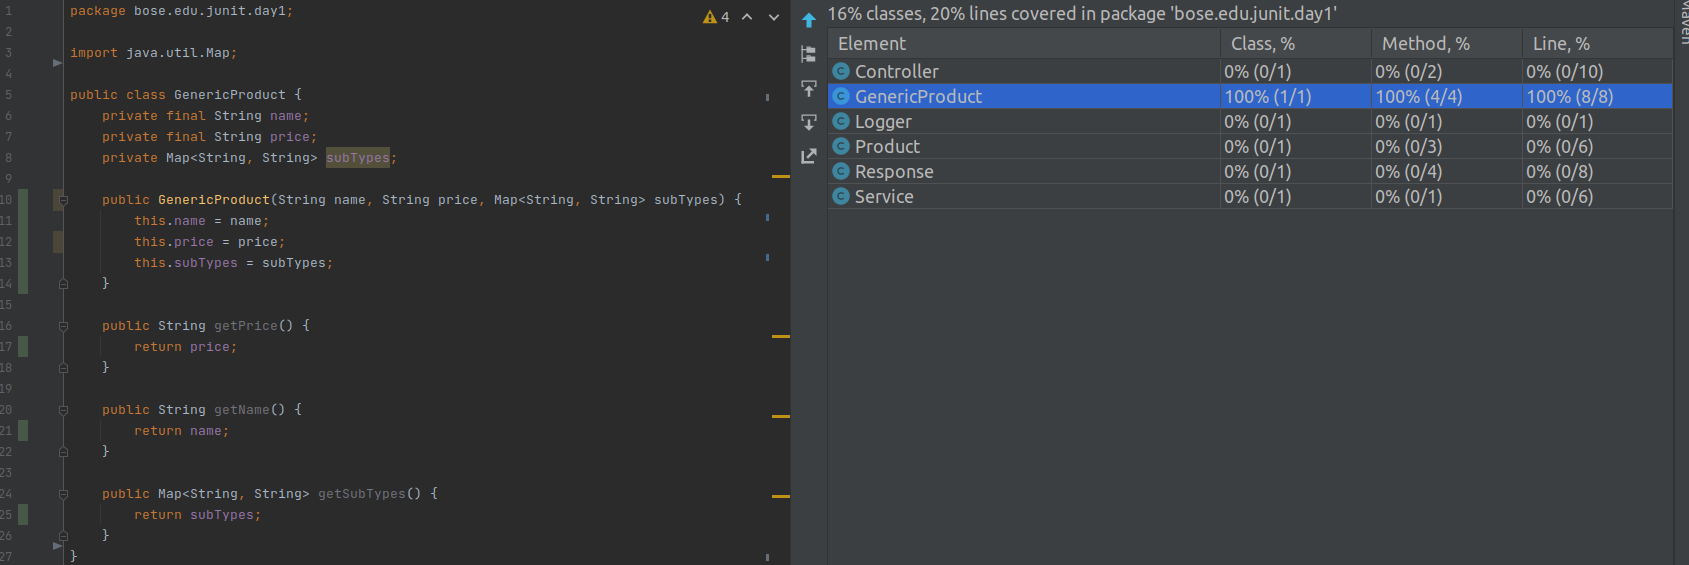 1 package bose.edu.junit.day1;
2
3 import java.util.Map;
4
5 public class GenericProduct {
6 private final String name;
7 private final String price;
8 private Map<String, String> subTypes;
9
10 public GenericProduct(String name, String price, Map<String, String> subTypes) {
11 this.name = name;
12 this.price = price;
13 this.subTypes = subTypes;
14 }
15
16 public String getPrice() {
17 return price;
18 }
19
20 public String getName() {
21 return name;
22 }
23
24 public Map<String, String> getSubTypes() {
25 return subTypes;
26 }
27 }
4
16% classes, 20% lines covered in package 'bose.edu.junit.day1'
Element Class, % Method, % Line, %
C Controller 0% (0/1) 0% (0/2) 0% (0/10)
C GenericProduct 100% (1/1) 100% (4/4) 100% (8/8)
C Logger 0% (0/1) 0% (0/1) 0% (0/1)
C Product 0% (0/1) 0% (0/3) 0% (0/6)
C Response 0% (0/1) 0% (0/4) 0% (0/8)
C Service 0% (0/1) 0% (0/1) 0% (0/6)
Maven